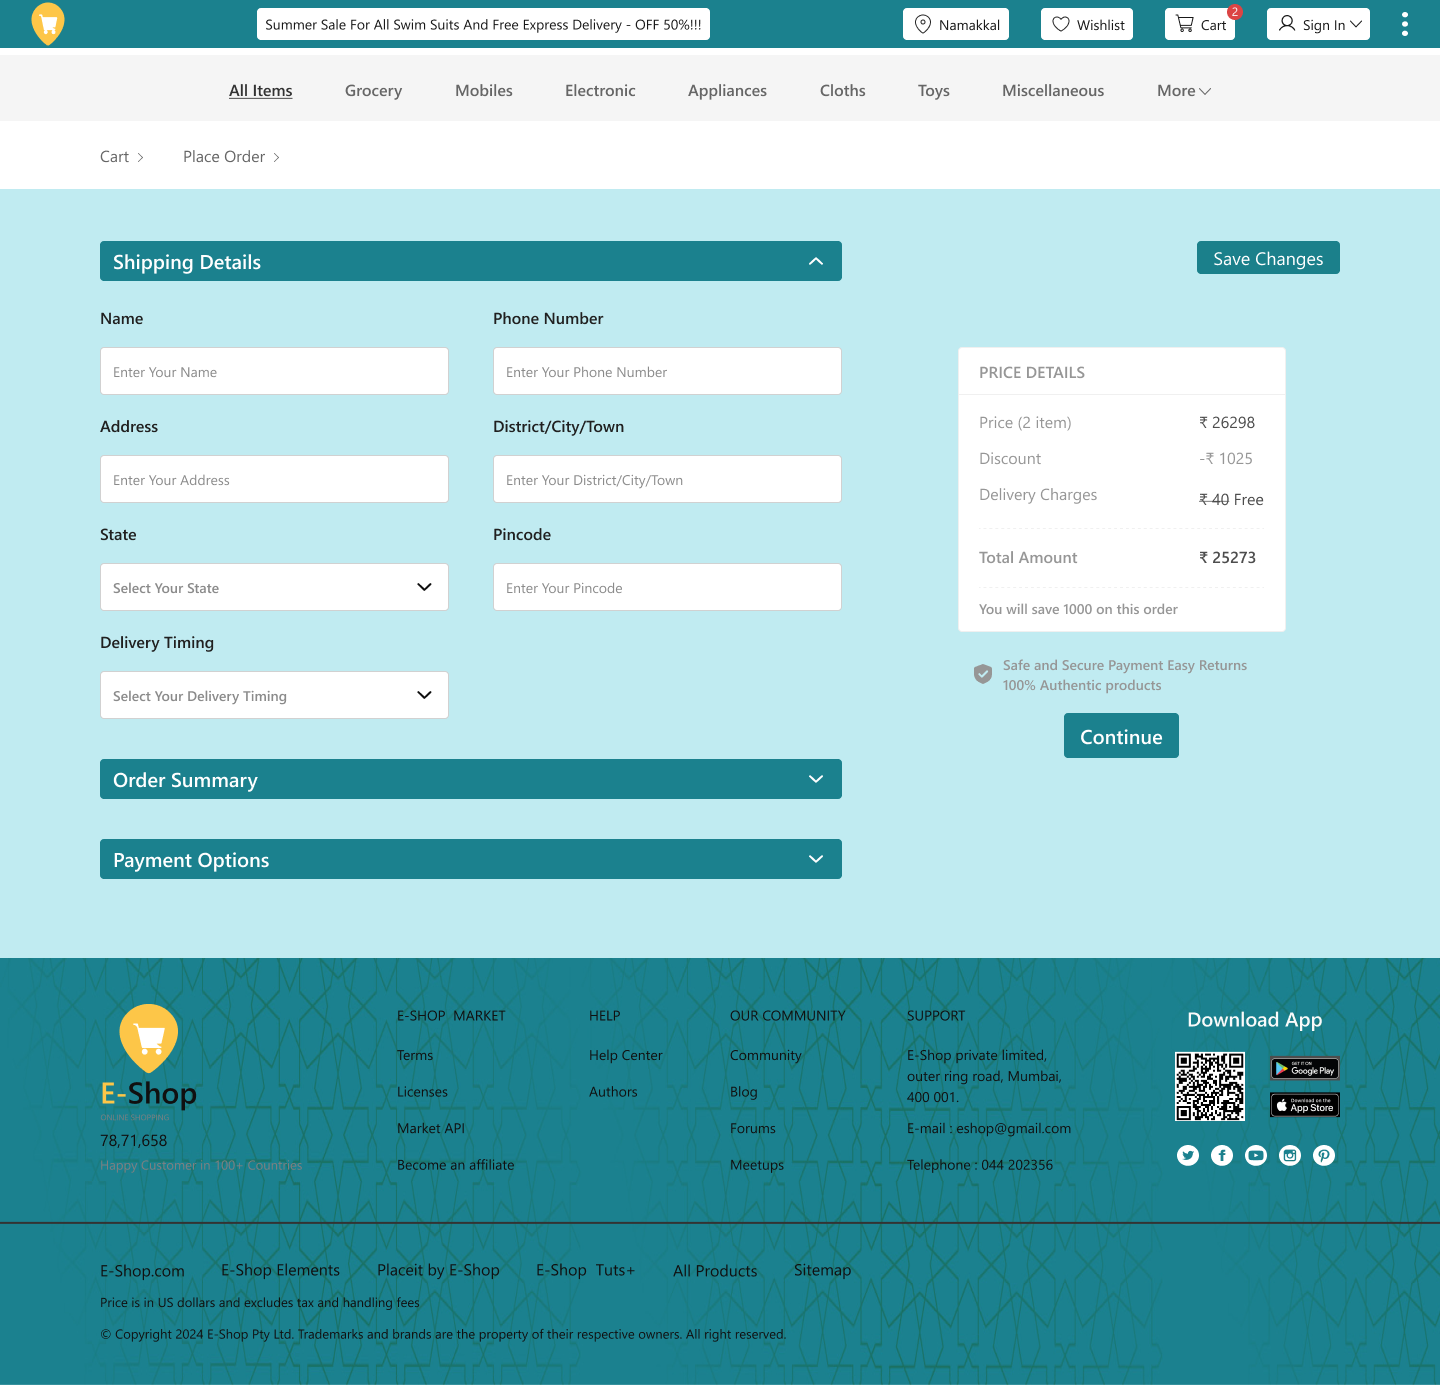 Summer Sale For All Swim Suits And Free Express Delivery - OFF 50%!!!
Namakkal
Wishlist
Cart
2
Sign In
All Items
Grocery
Mobiles
Electronic
Appliances
Cloths
Toys
Miscellaneous
More
Cart
Place Order
Shipping Details
Save Changes
Name
Phone Number
Enter Your Name
Enter Your Phone Number
Address
District/City/Town
Enter Your Address
Enter Your District/City/Town
State
Pincode
Select Your State
Enter Your Pincode
Delivery Timing
Select Your Delivery Timing
PRICE DETAILS
Price (2 item) ₹ 26298
Discount -₹ 1025
Delivery Charges ₹ 40 Free
Total Amount ₹ 25273
You will save 1000 on this order
Safe and Secure Payment Easy Returns
100% Authentic products
Continue
Order Summary
Payment Options
E-Shop
ONLINE SHOPPING
78,71,658
Happy Customer in 100+ Countries
E-SHOP MARKET
Terms
Licenses
Market API
Become an affiliate
HELP
Help Center
Authors
OUR COMMUNITY
Community
Blog
Forums
Meetups
SUPPORT
E-Shop private limited,
outer ring road, Mumbai,
400 001.
E-mail : eshop@gmail.com
Telephone : 044 202356
Download App
GET IT ON
Google Play
Download on the
App Store
E-Shop.com
E-Shop Elements
Placeit by E-Shop
E-Shop Tuts+
All Products
Sitemap
Price is in US dollars and excludes tax and handling fees
© Copyright 2024 E-Shop Pty Ltd. Trademarks and brands are the property of their respective owners. All right reserved.